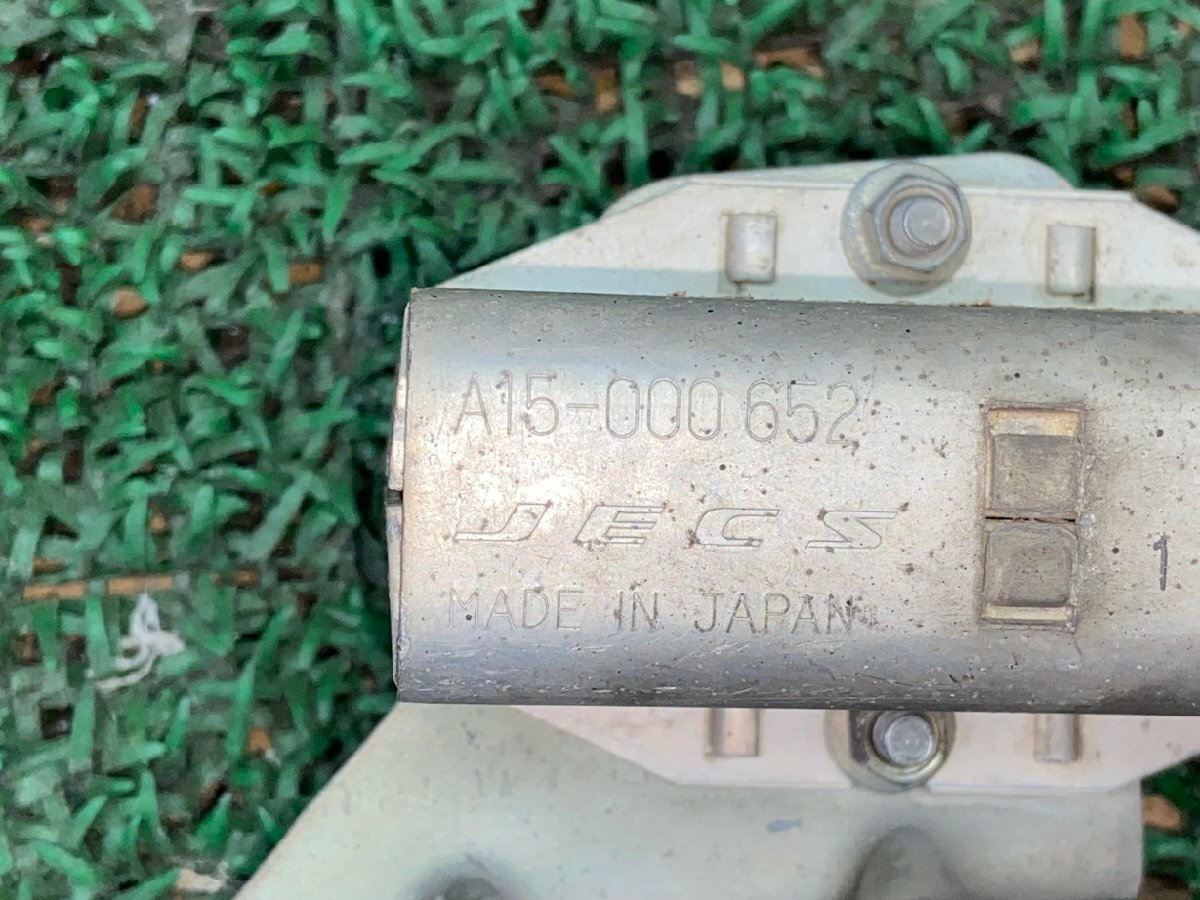 A15-000 652
JECS
MADE IN JAPAN
1